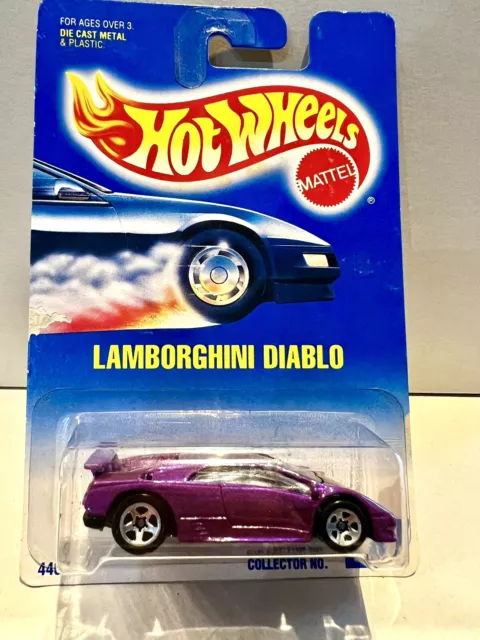 FOR AGES OVER 3.
DIE CAST METAL
& PLASTIC.
HOT WHEELS
MATTEL
®
LAMBORGHINI DIABLO
COLLECTOR NO.